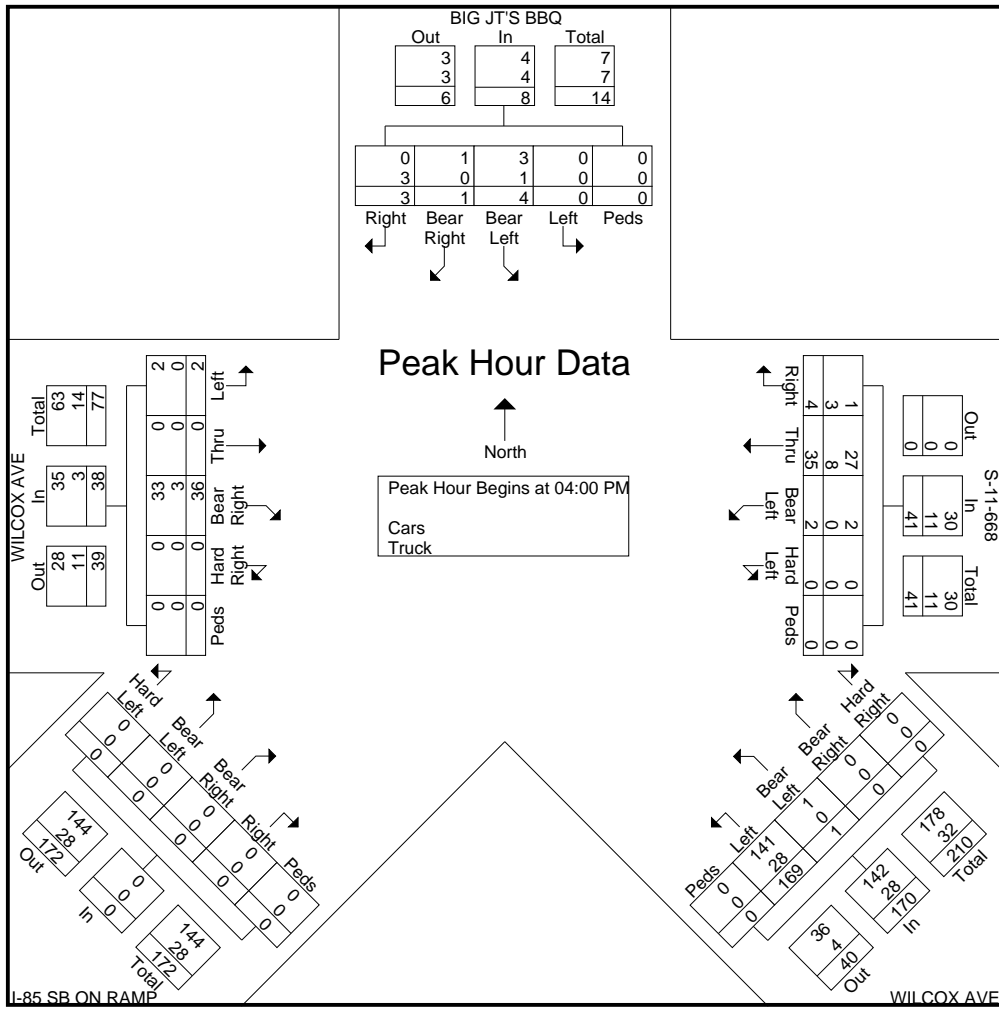 BIG JT'S BBQ
Out In Total
3 4 7
3 4 7
6 8 14
0 1 3 0 0
3 0 1 0 0
3 1 4 0 0
Right Bear Right Bear Left Left Peds
Peak Hour Data
North
Peak Hour Begins at 04:00 PM
Cars
Truck
WILCOX AVE
Out In Total
28 35 63
11 3 14
39 38 77
2 0 33 0 0
0 0 3 0 0
2 0 36 0 0
Left Thru Bear Right Hard Right Peds
S-11-668
Out In Total
0 30 30
0 11 11
0 41 41
1 27 2 0 0
3 8 0 0 0
4 35 2 0 0
Right Thru Bear Left Hard Left Peds
Hard Left Bear Left Bear Right Right Peds
0 0 0 0 0
0 0 0 0 0
0 0 0 0 0
Out In Total
144 0 144
28 0 28
172 0 172
I-85 SB ON RAMP
Peds Left Bear Left Bear Right Hard Right
0 141 1 0 0
0 28 0 0 0
0 169 1 0 0
Out In Total
36 142 178
4 28 32
40 170 210
WILCOX AVE